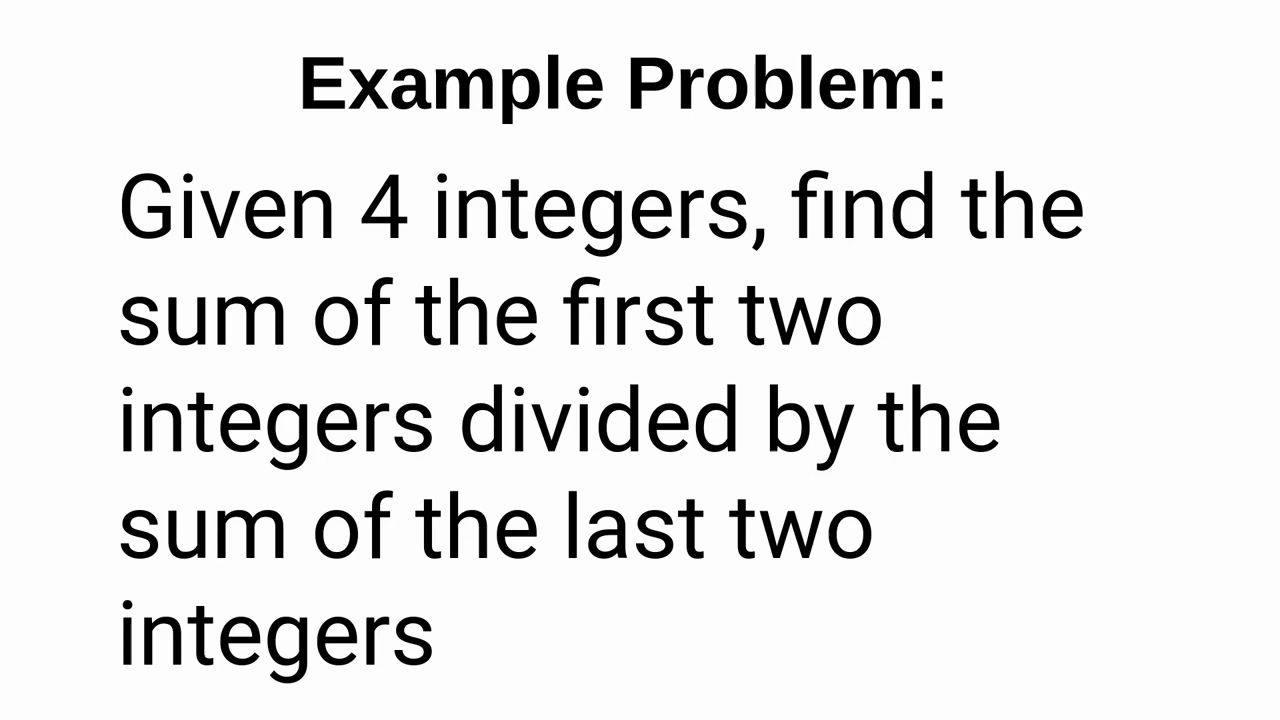 Example Problem:
Given 4 integers, find the
sum of the first two
integers divided by the
sum of the last two
integers